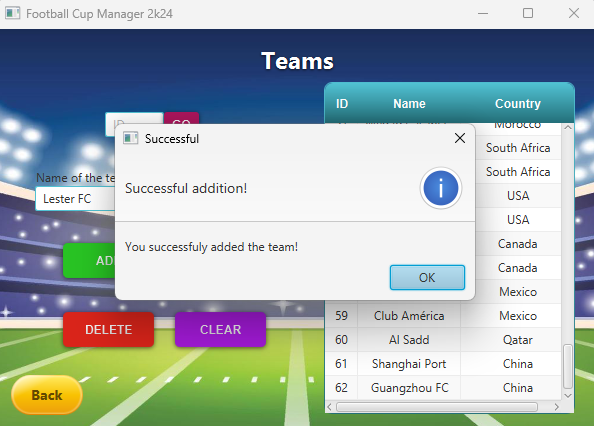 Football Cup Manager 2k24
Teams
ID Name Country
GO
Morocco
South Africa
South Africa
USA
USA
Canada
Canada
Mexico
59 Club América Mexico
60 Al Sadd Qatar
61 Shanghai Port China
62 Guangzhou FC China
Name of the te
Lester FC
AD
DELETE
CLEAR
Back
Successful
Successful addition!
You successfuly added the team!
OK